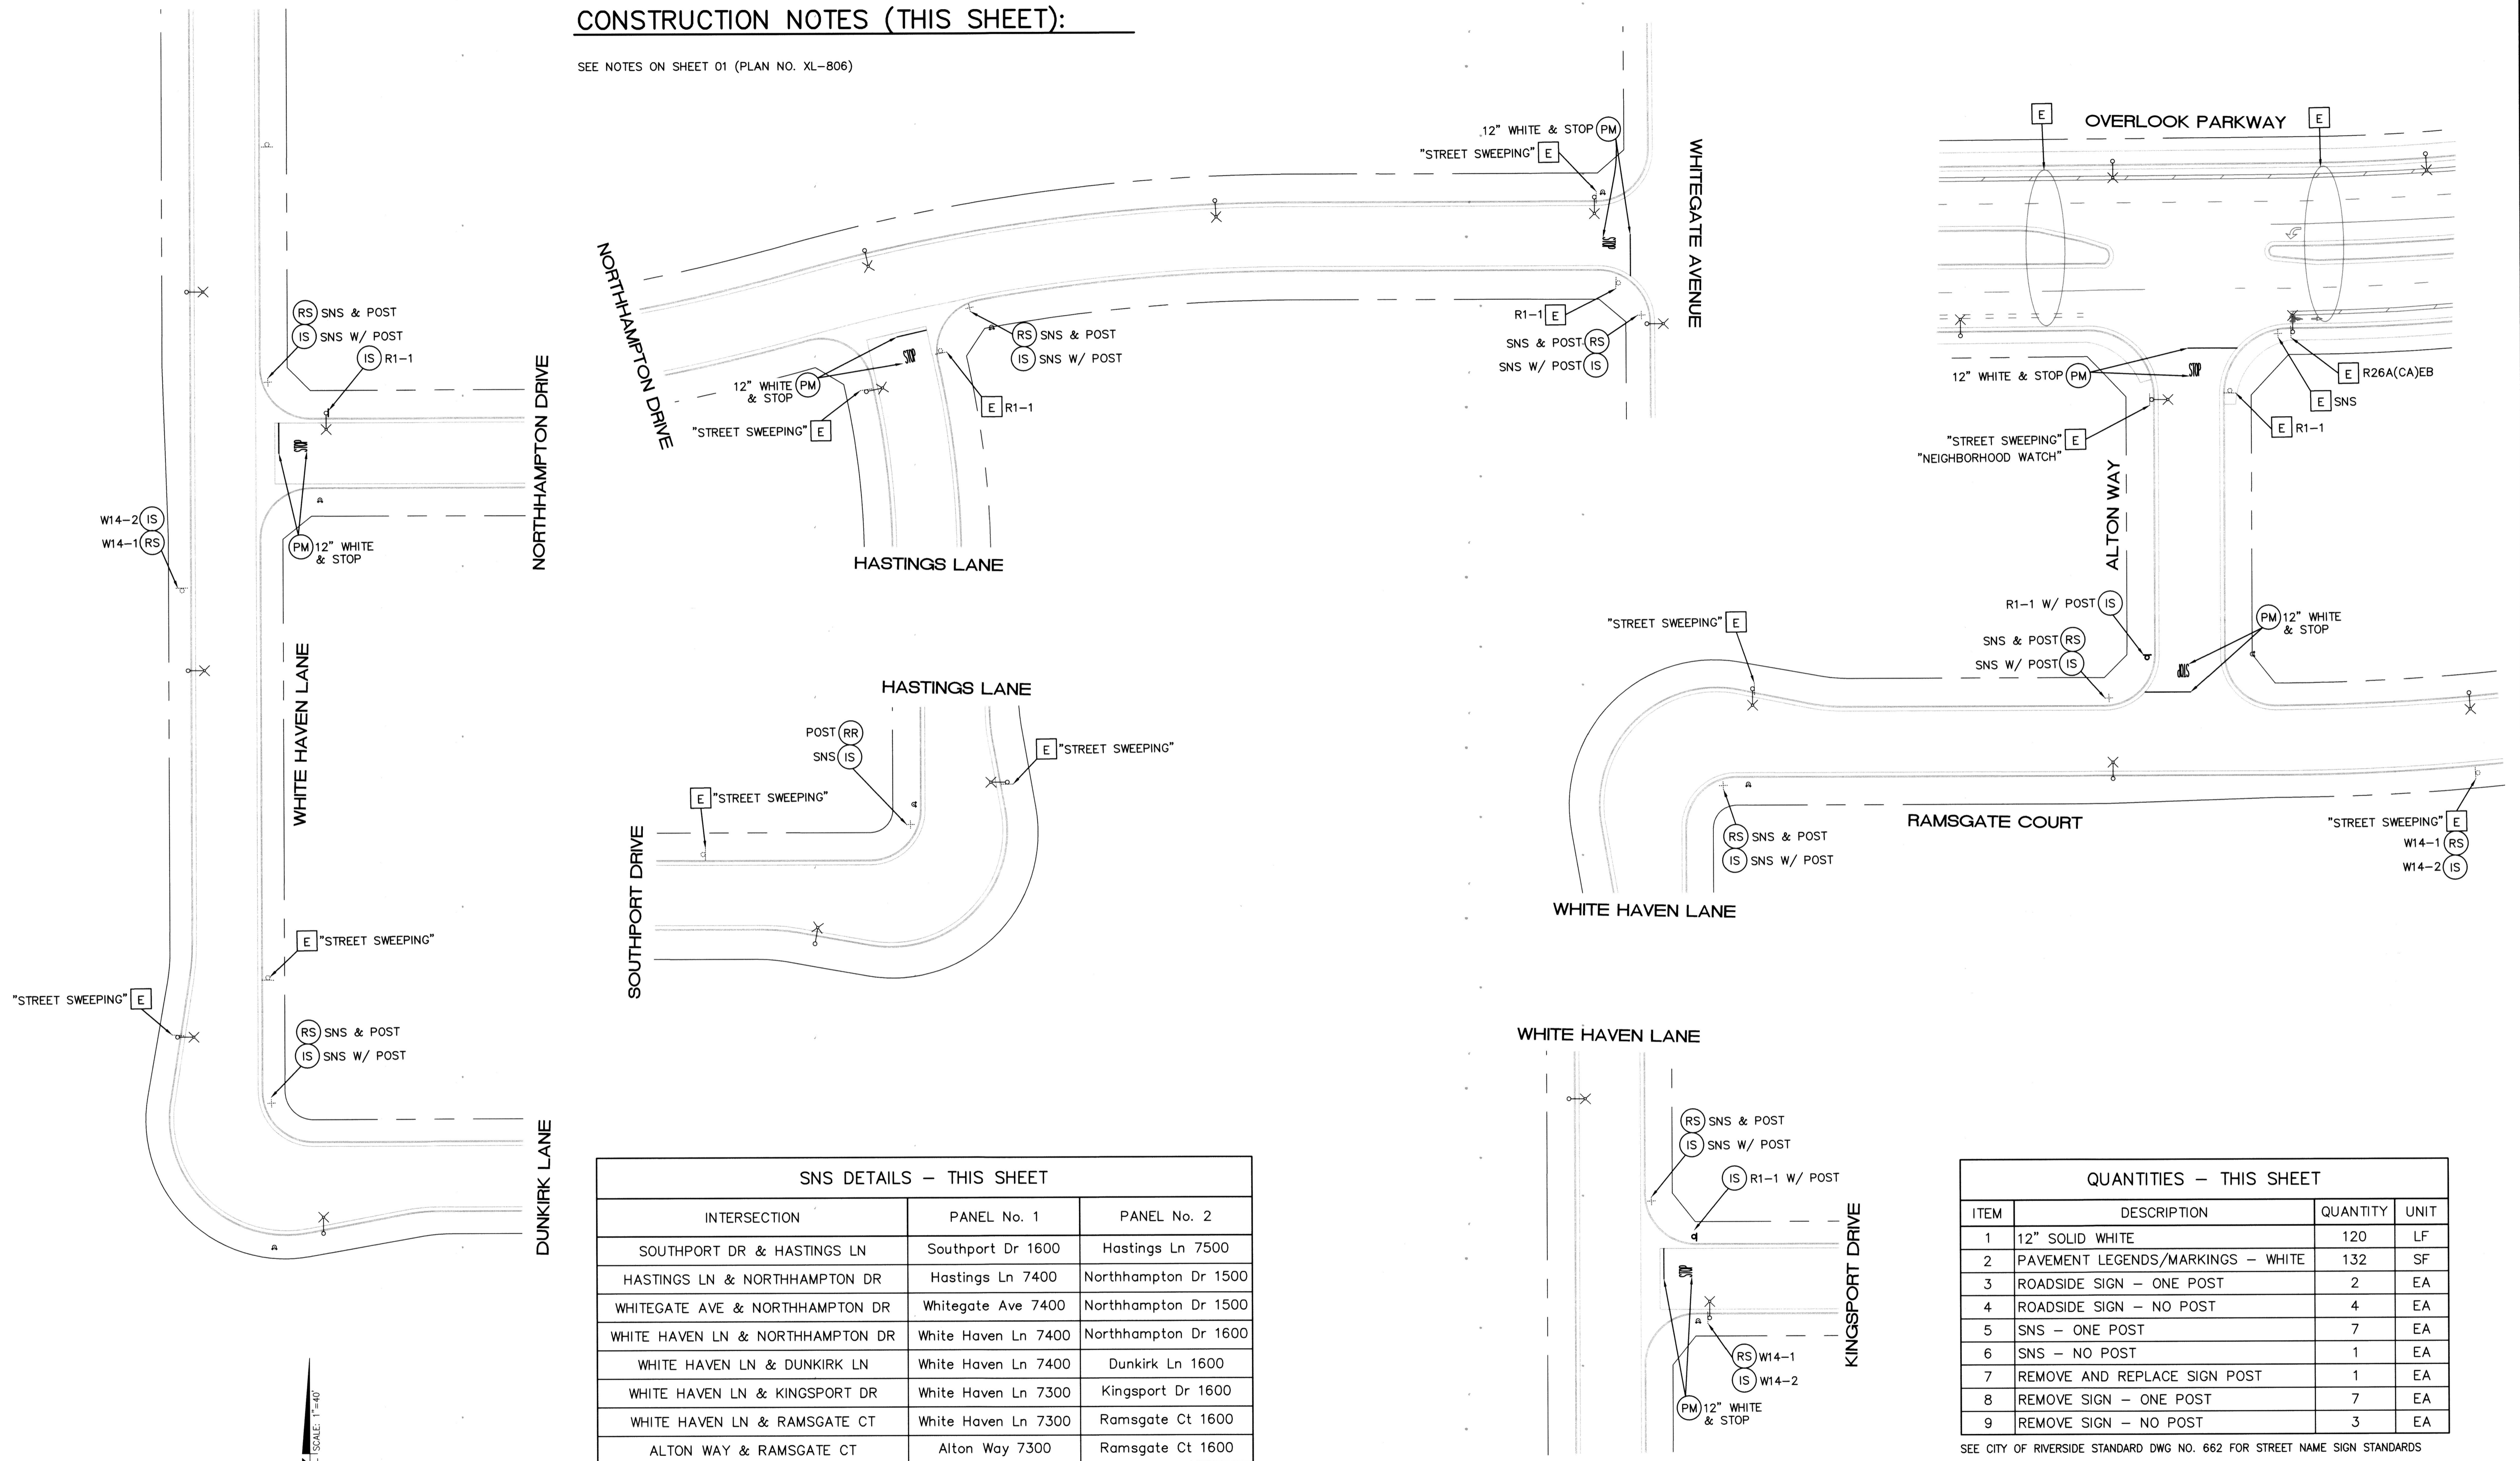 CONSTRUCTION NOTES (THIS SHEET):
SEE NOTES ON SHEET 01 (PLAN NO. XL-806)
RS SNS & POST
IS SNS W/ POST
IS R1-1
STOP
NORTHHAMPTON DRIVE
W14-2 IS
W14-1 RS
PM 12" WHITE
& STOP
WHITE HAVEN LANE
E "STREET SWEEPING"
"STREET SWEEPING" E
RS SNS & POST
IS SNS W/ POST
DUNKIRK LANE
SCALE: 1"=40'
NORTHHAMPTON DRIVE
12" WHITE & STOP PM
"STREET SWEEPING" E
STOP
WHITEGATE AVENUE
R1-1 E
SNS & POST RS
SNS W/ POST IS
RS SNS & POST
IS SNS W/ POST
STOP
12" WHITE PM
& STOP
E R1-1
"STREET SWEEPING" E
HASTINGS LANE
HASTINGS LANE
POST RR
SNS IS
E "STREET SWEEPING"
E "STREET SWEEPING"
SOUTHPORT DRIVE
E
OVERLOOK PARKWAY
E
12" WHITE & STOP PM
STOP
E R26A(CA)EB
E SNS
E R1-1
"STREET SWEEPING" E
"NEIGHBORHOOD WATCH"
ALTON WAY
R1-1 W/ POST IS
SNS & POST RS
SNS W/ POST IS
PM 12" WHITE
& STOP
STOP
"STREET SWEEPING" E
RAMSGATE COURT
RS SNS & POST
IS SNS W/ POST
"STREET SWEEPING" E
W14-1 RS
W14-2 IS
WHITE HAVEN LANE
WHITE HAVEN LANE
RS SNS & POST
IS SNS W/ POST
IS R1-1 W/ POST
STOP
KINGSPORT DRIVE
RS W14-1
IS W14-2
PM 12" WHITE
& STOP
SNS DETAILS – THIS SHEET
INTERSECTION PANEL No. 1 PANEL No. 2
SOUTHPORT DR & HASTINGS LN Southport Dr 1600 Hastings Ln 7500
HASTINGS LN & NORTHHAMPTON DR Hastings Ln 7400 Northhampton Dr 1500
WHITEGATE AVE & NORTHHAMPTON DR Whitegate Ave 7400 Northhampton Dr 1500
WHITE HAVEN LN & NORTHHAMPTON DR White Haven Ln 7400 Northhampton Dr 1600
WHITE HAVEN LN & DUNKIRK LN White Haven Ln 7400 Dunkirk Ln 1600
WHITE HAVEN LN & KINGSPORT DR White Haven Ln 7300 Kingsport Dr 1600
WHITE HAVEN LN & RAMSGATE CT White Haven Ln 7300 Ramsgate Ct 1600
ALTON WAY & RAMSGATE CT Alton Way 7300 Ramsgate Ct 1600
QUANTITIES – THIS SHEET
ITEM DESCRIPTION QUANTITY UNIT
1 12" SOLID WHITE 120 LF
2 PAVEMENT LEGENDS/MARKINGS – WHITE 132 SF
3 ROADSIDE SIGN – ONE POST 2 EA
4 ROADSIDE SIGN – NO POST 4 EA
5 SNS – ONE POST 7 EA
6 SNS – NO POST 1 EA
7 REMOVE AND REPLACE SIGN POST 1 EA
8 REMOVE SIGN – ONE POST 7 EA
9 REMOVE SIGN – NO POST 3 EA
SEE CITY OF RIVERSIDE STANDARD DWG NO. 662 FOR STREET NAME SIGN STANDARDS